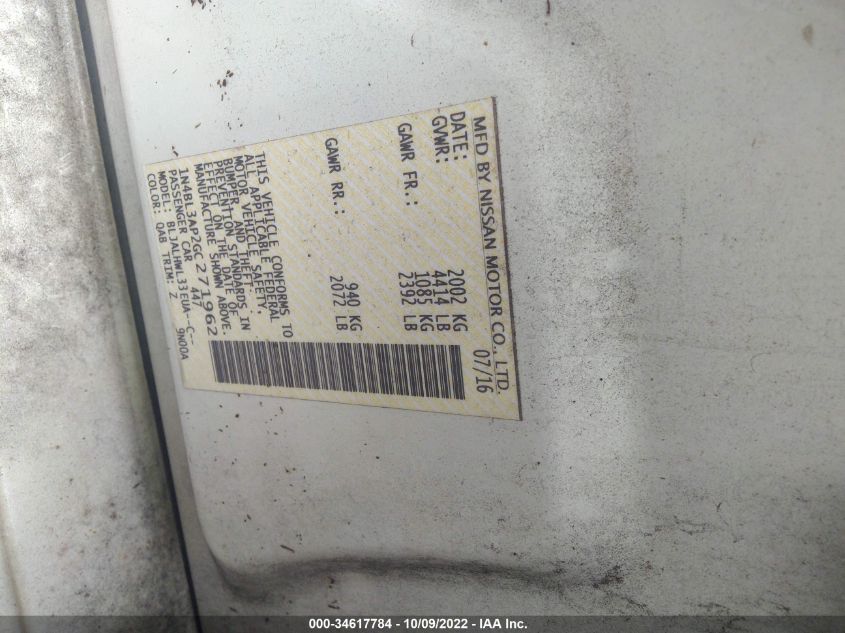 MFD BY NISSAN MOTOR CO., LTD.
DATE: 07/16
GVWR: 2002 KG
4414 LB
GAWR FR.: 1085 KG
2392 LB
GAWR RR.: 940 KG
2072 LB
THIS VEHICLE CONFORMS TO
ALL APPLICABLE FEDERAL
MOTOR VEHICLE SAFETY,
BUMPER, AND THEFT
PREVENTION STANDARDS IN
EFFECT ON THE DATE OF
MANUFACTURE SHOWN ABOVE.
1N4BL3AP2GC271962
PASSENGER CAR 447
MODEL: BLJALHWL33EUA--C-- 9N00A
COLOR: QAB TRIM: Z
000-34617784 - 10/09/2022 - IAA Inc.